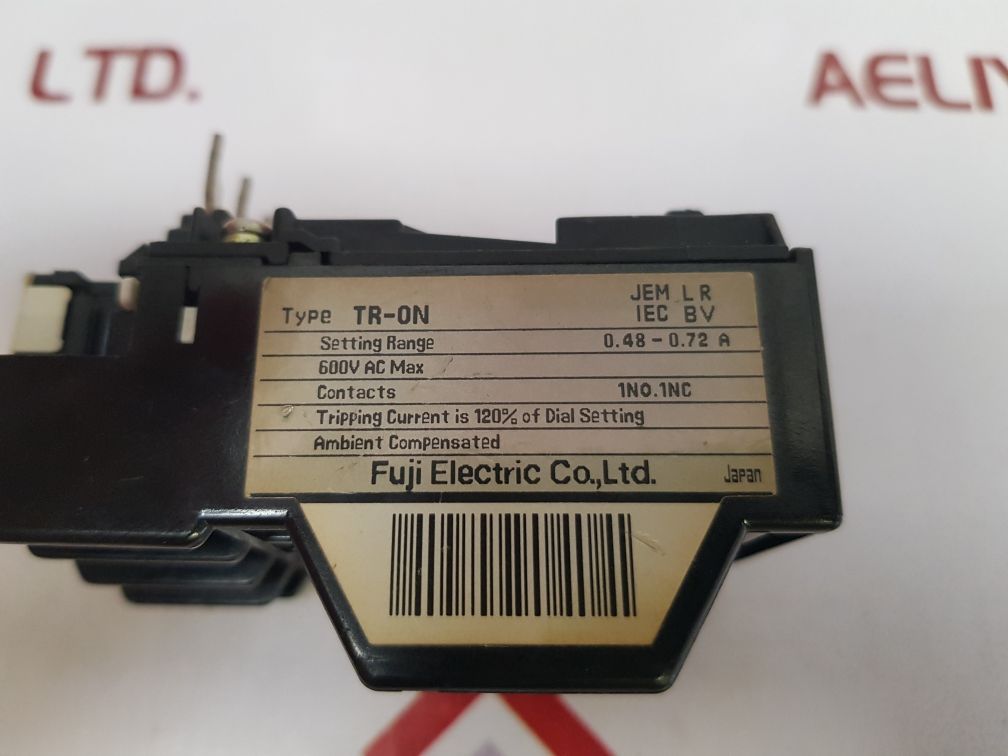 LTD.
AELIY
JEM LR
Type TR-0N IEC BV
Setting Range 0.48 - 0.72 A
600V AC Max
Contacts 1NO.1NC
Tripping Current is 120% of Dial Setting
Ambient Compensated
Fuji Electric Co.,Ltd. Japan